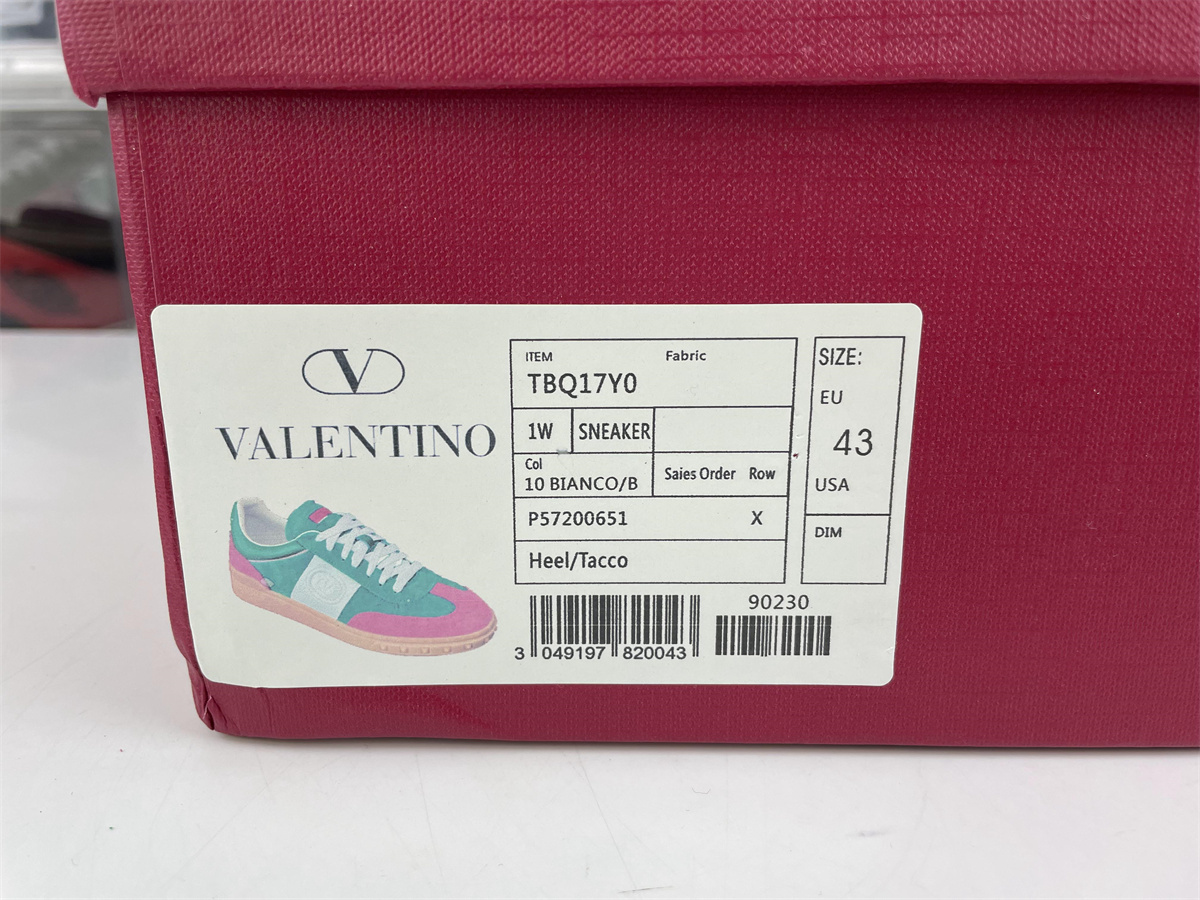 V
VALENTINO
ITEM Fabric
TBQ17Y0
1W SNEAKER
Col
10 BIANCO/B
Saies Order Row
P57200651 X
Heel/Tacco
SIZE:
EU
43
USA
DIM
3 049197 820043
90230